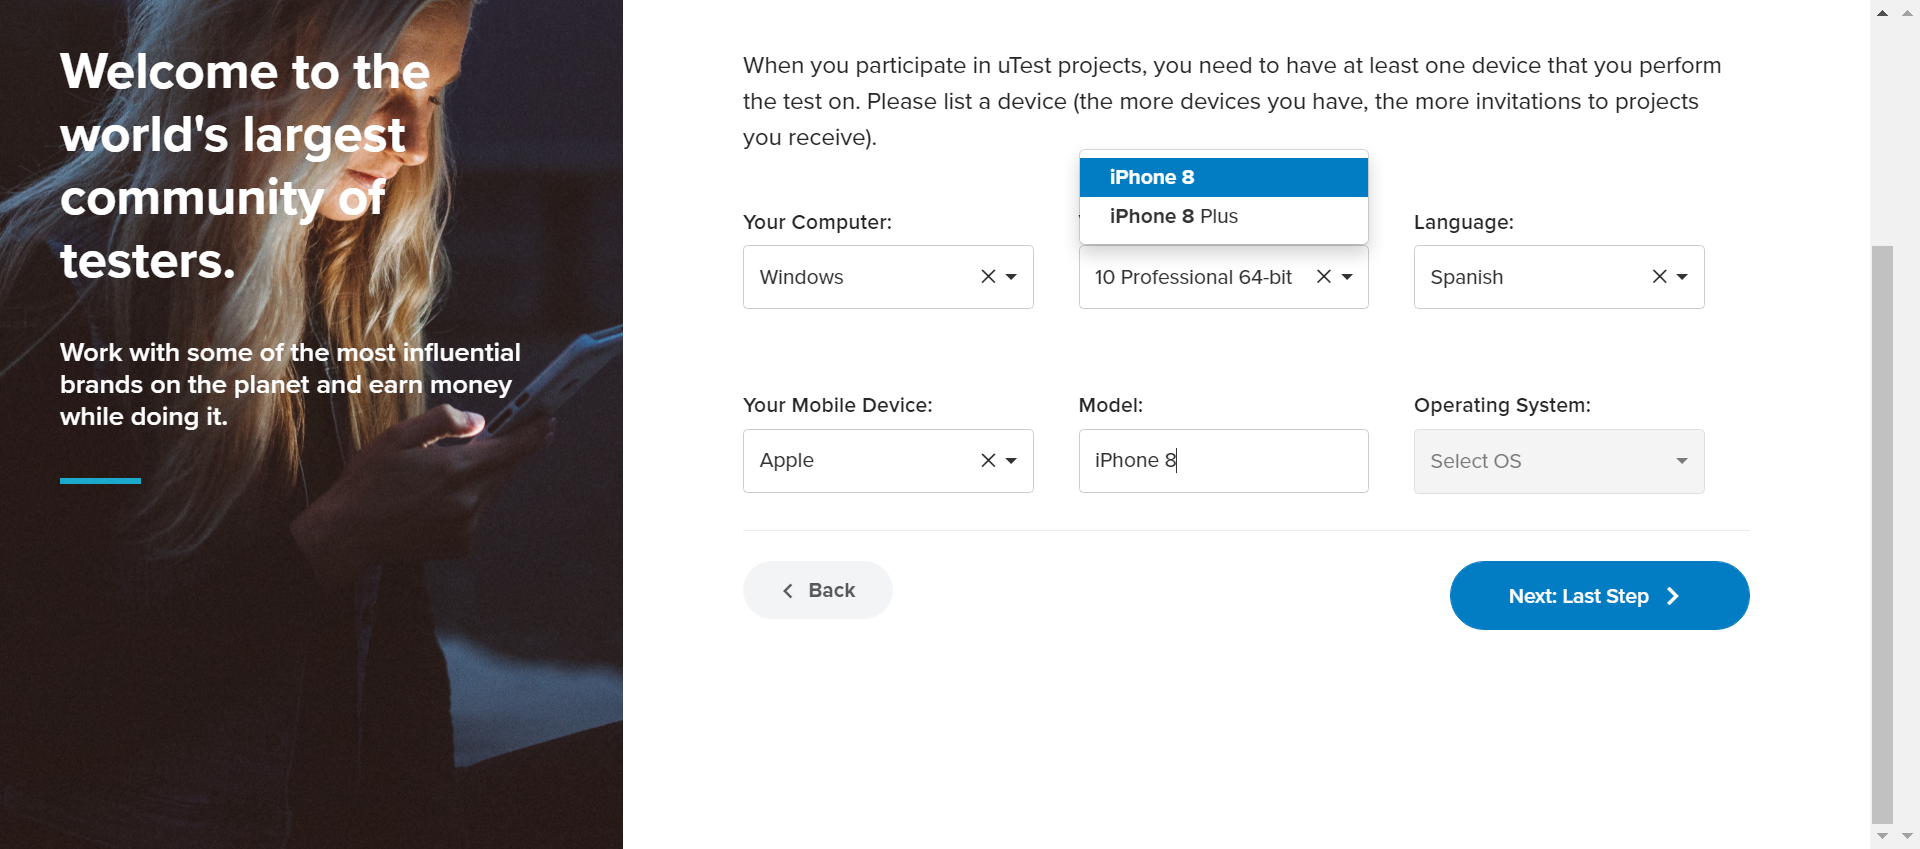 Welcome to the
world's largest
community of
testers.
Work with some of the most influential
brands on the planet and earn money
while doing it.
When you participate in uTest projects, you need to have at least one device that you perform
the test on. Please list a device (the more devices you have, the more invitations to projects
you receive).
iPhone 8
iPhone 8 Plus
Your Computer:
Language:
Windows
10 Professional 64-bit
Spanish
Your Mobile Device:
Model:
Operating System:
Apple
iPhone 8
Select OS
Back
Next: Last Step